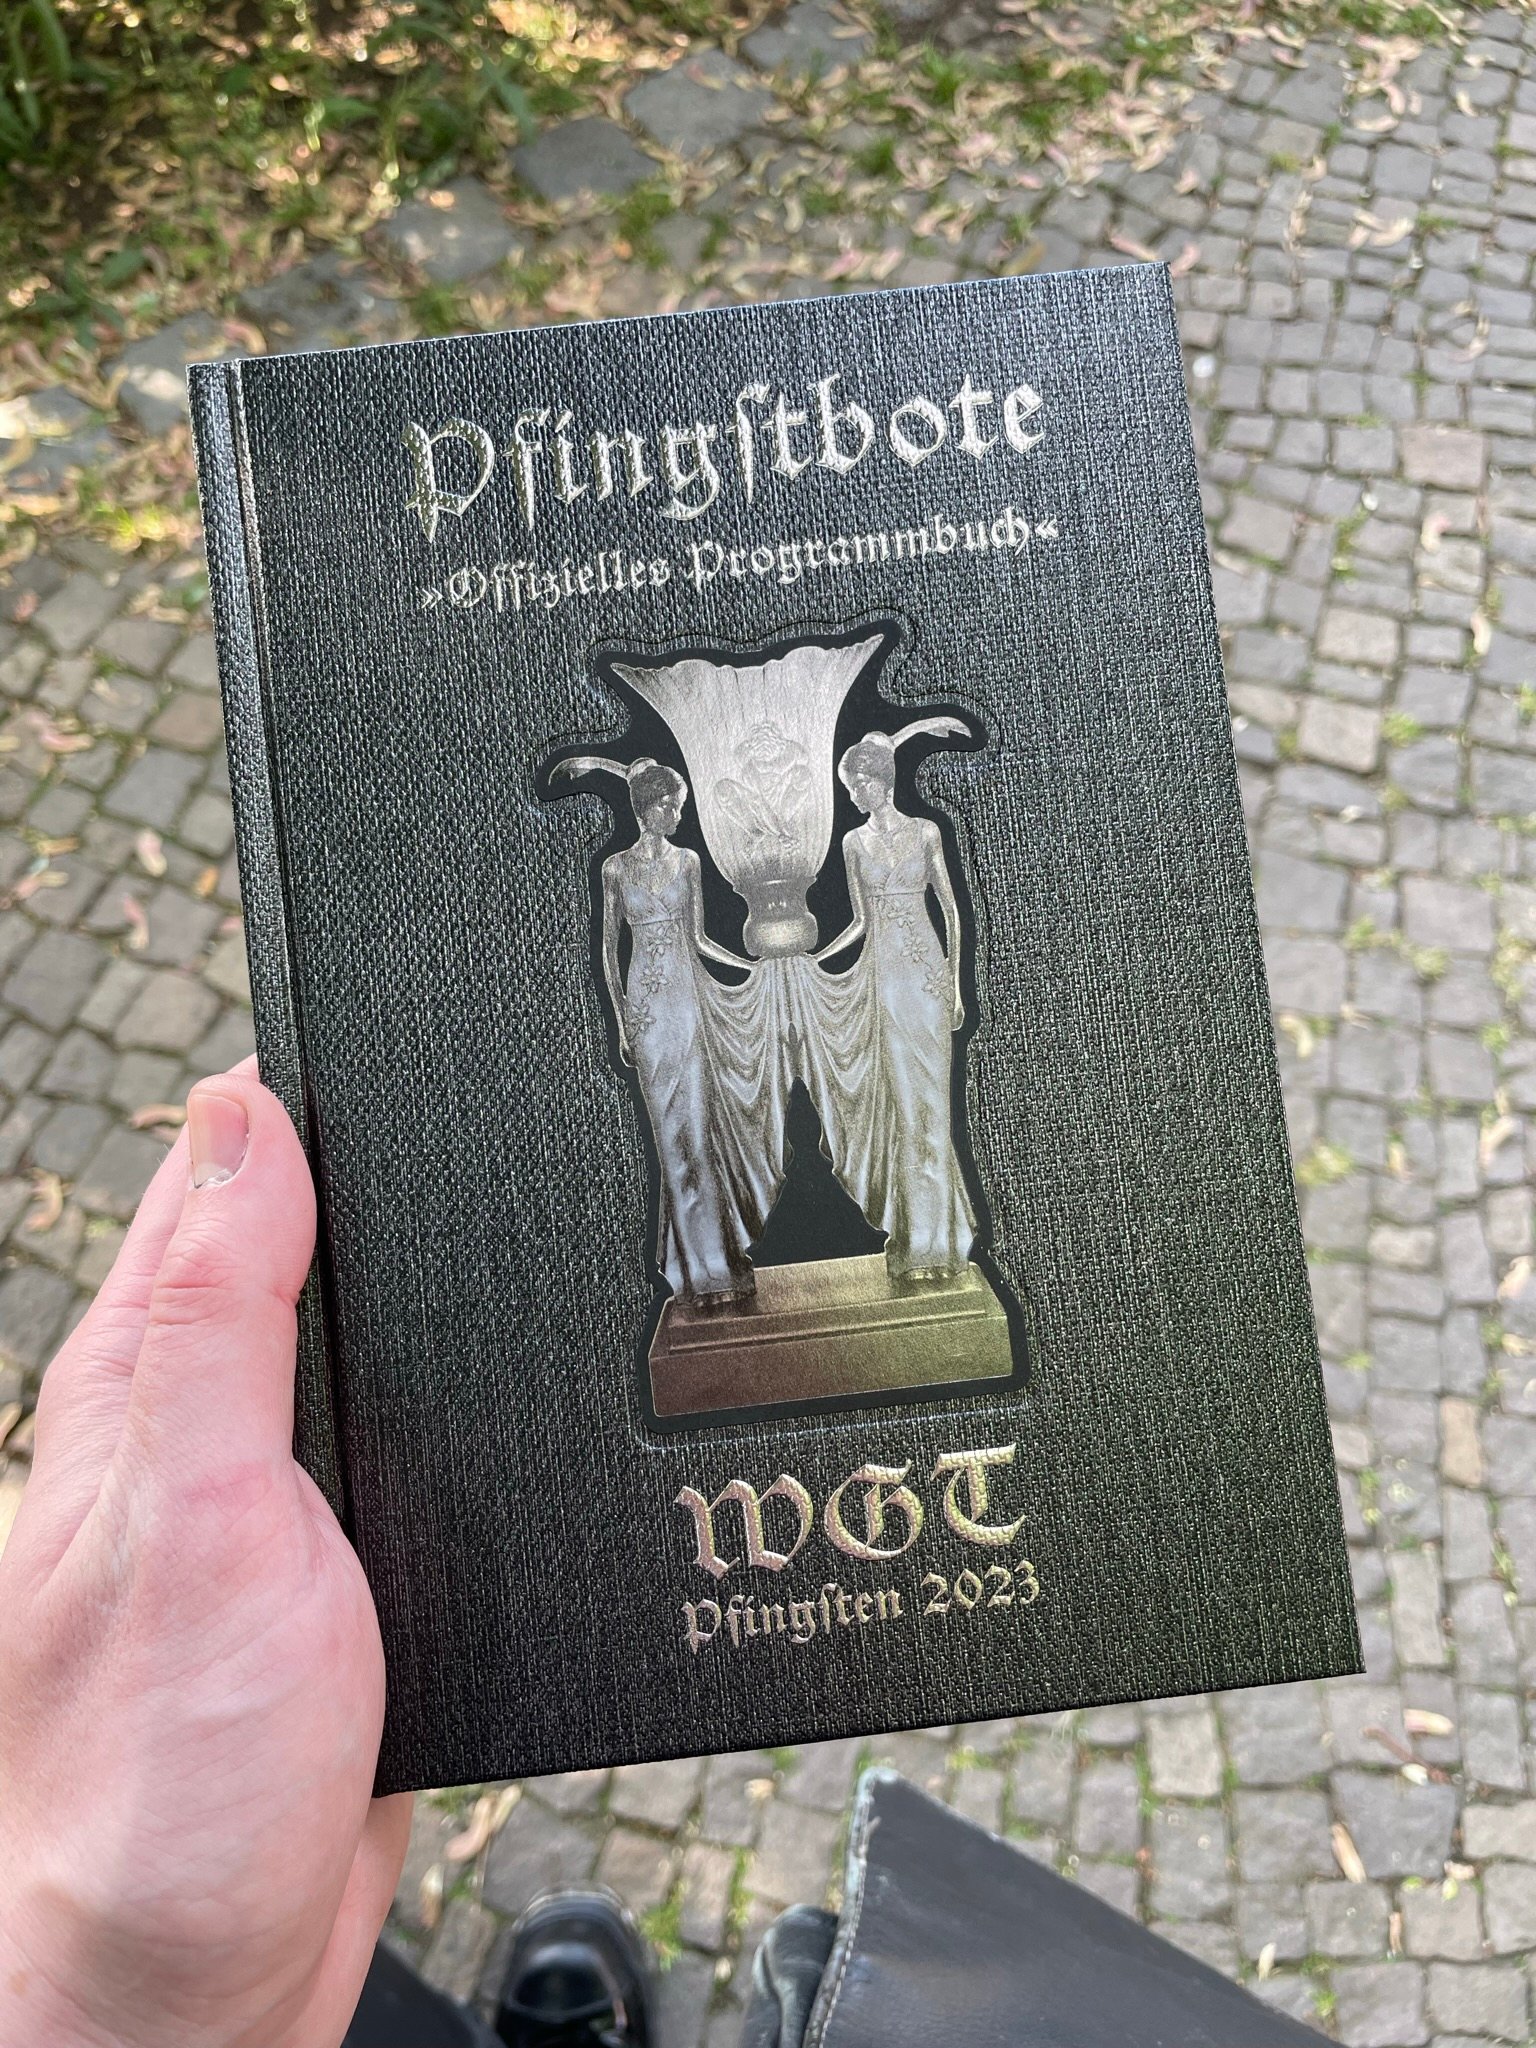 Pfingſtbote
»Offizielles Programmbuch«
WGT
Pfingſten 2023